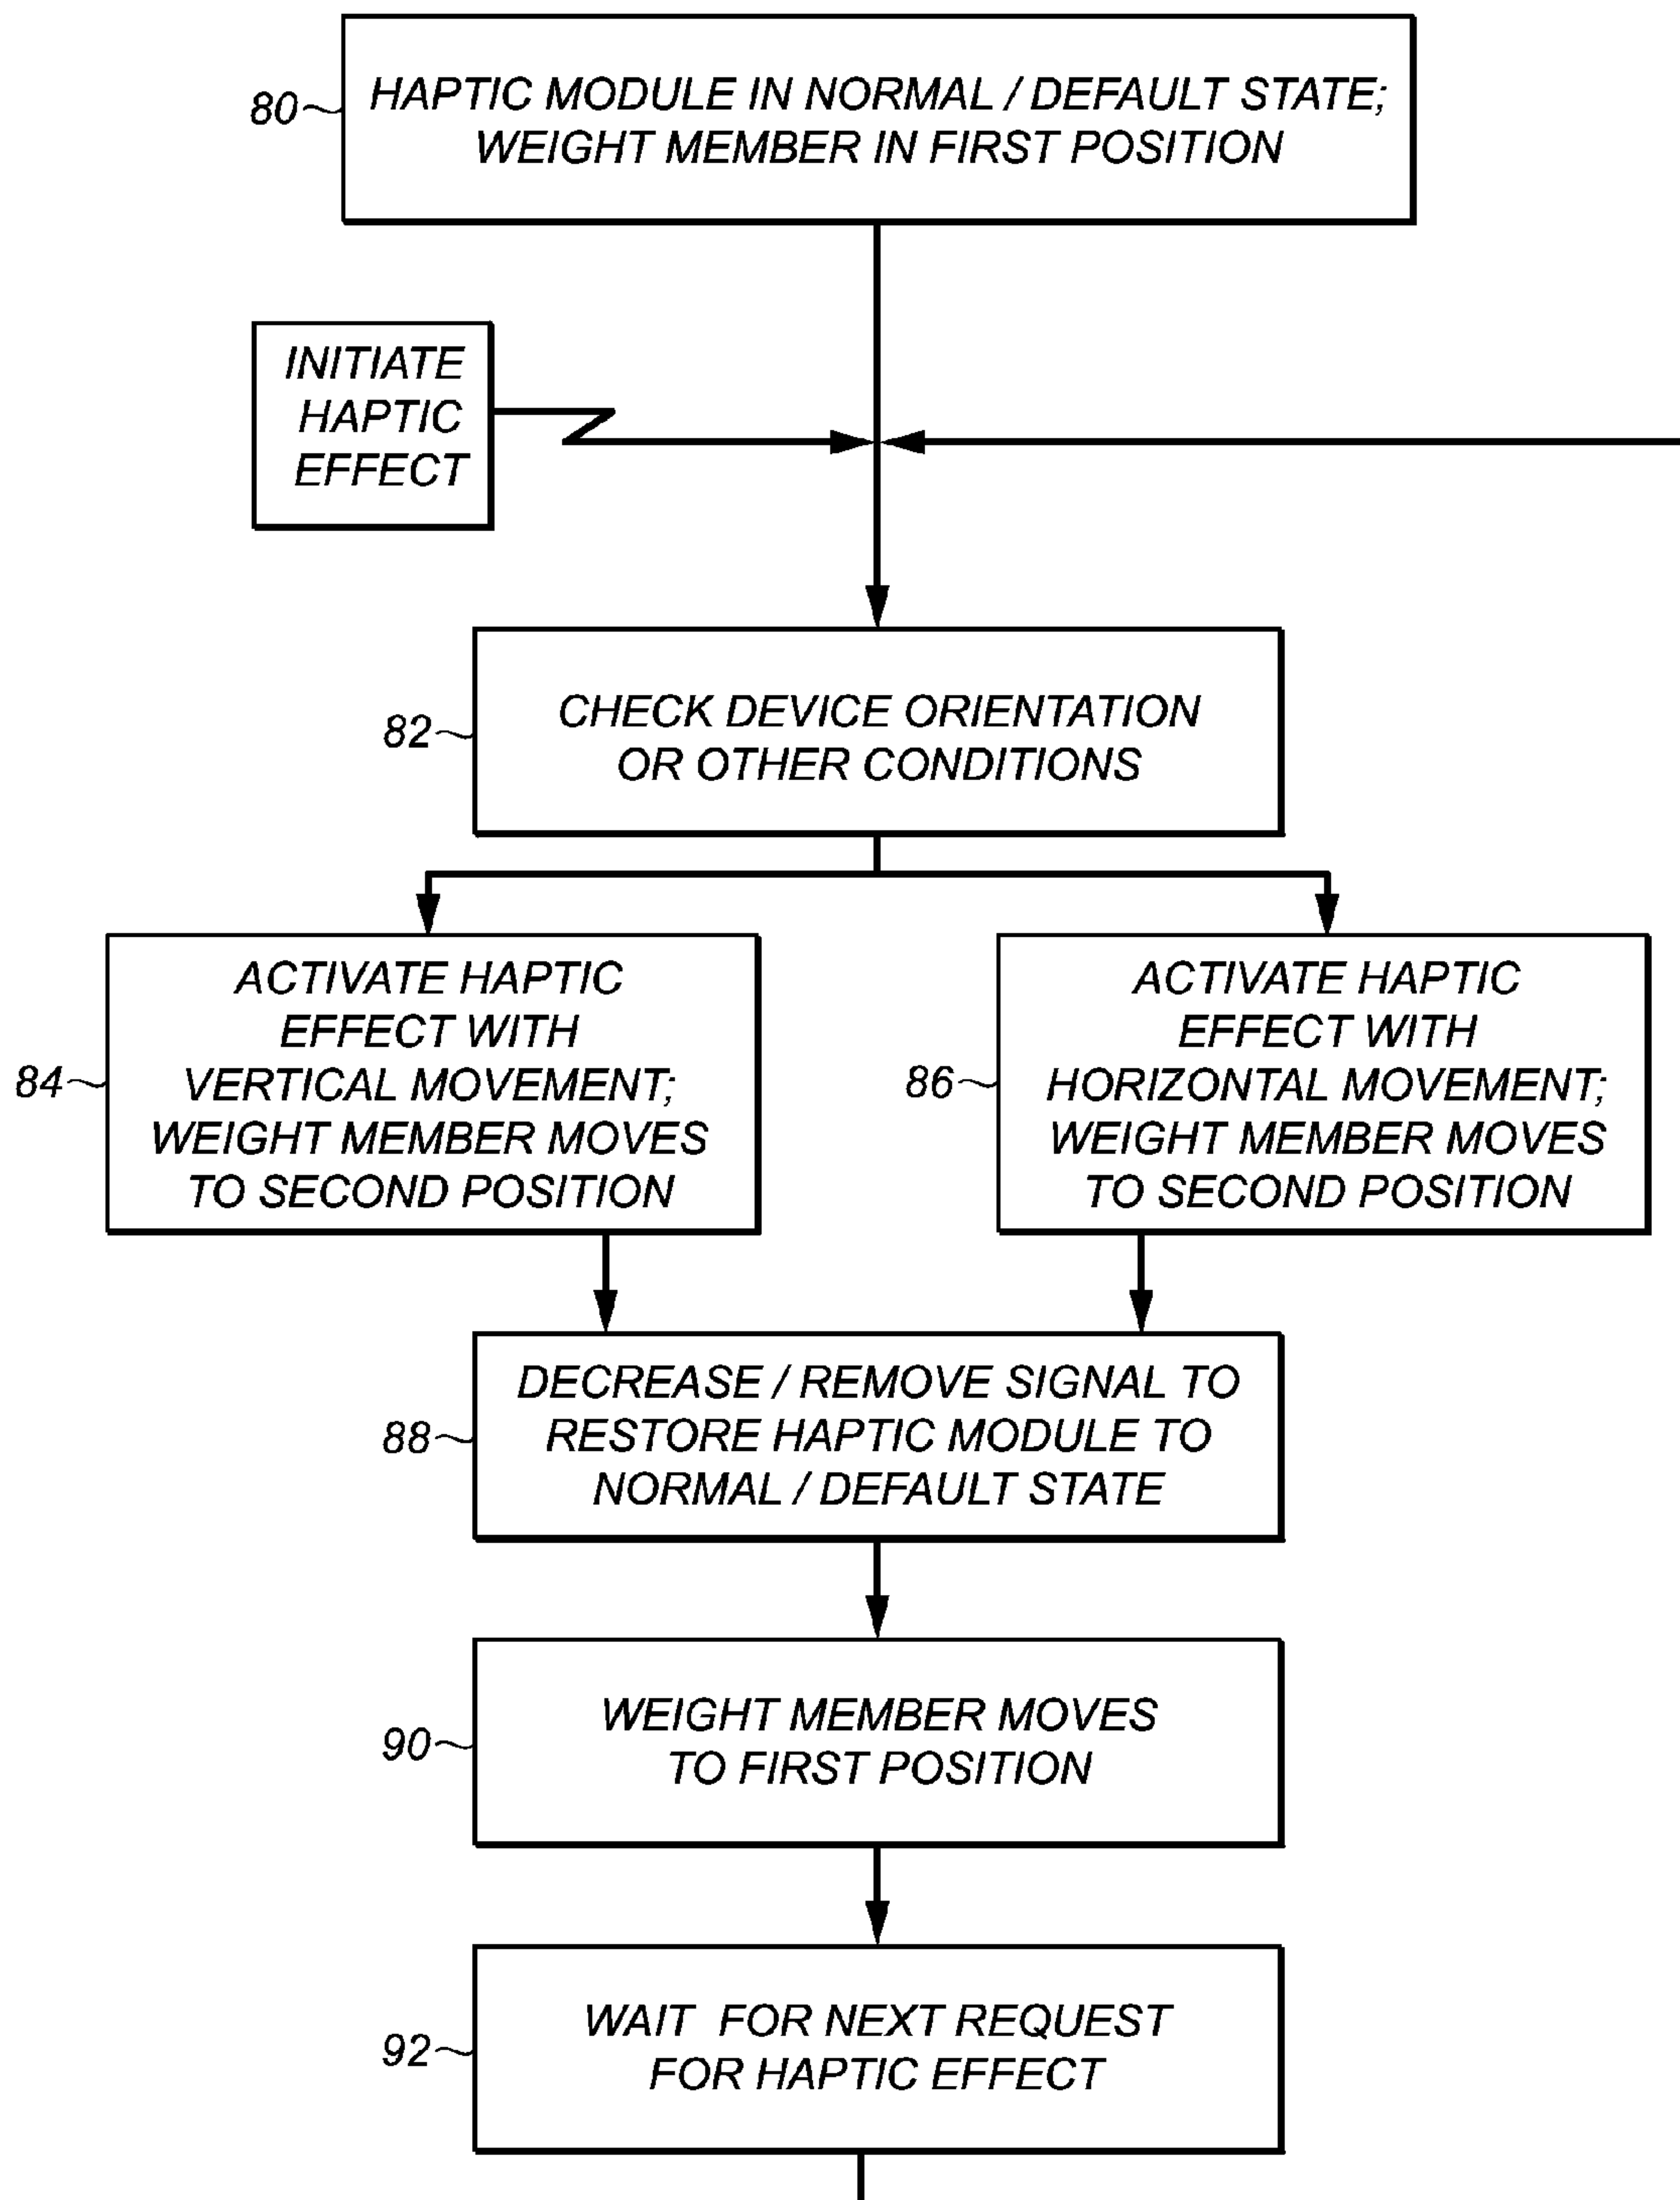 80
HAPTIC MODULE IN NORMAL / DEFAULT STATE;
WEIGHT MEMBER IN FIRST POSITION
INITIATE
HAPTIC
EFFECT
82
CHECK DEVICE ORIENTATION
OR OTHER CONDITIONS
84
ACTIVATE HAPTIC
EFFECT WITH
VERTICAL MOVEMENT;
WEIGHT MEMBER MOVES
TO SECOND POSITION
86
ACTIVATE HAPTIC
EFFECT WITH
HORIZONTAL MOVEMENT;
WEIGHT MEMBER MOVES
TO SECOND POSITION
88
DECREASE / REMOVE SIGNAL TO
RESTORE HAPTIC MODULE TO
NORMAL / DEFAULT STATE
90
WEIGHT MEMBER MOVES
TO FIRST POSITION
92
WAIT FOR NEXT REQUEST
FOR HAPTIC EFFECT